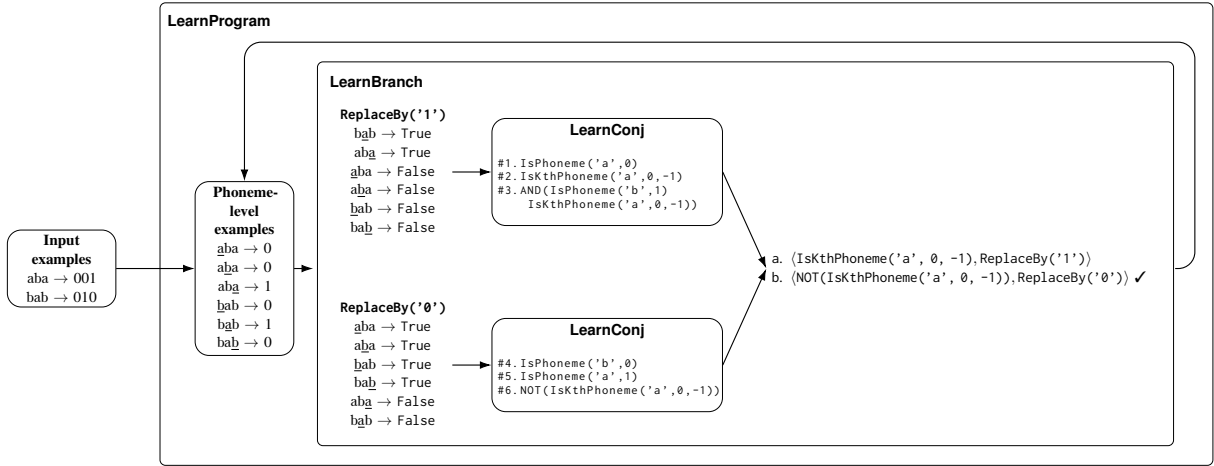 LearnProgram
LearnBranch
Input
examples
aba → 001
bab → 010
Phoneme-
level
examples
aba → 0
aba → 0
aba → 1
bab → 0
bab → 1
bab → 0
ReplaceBy('1')
bab → True
aba → True
aba → False
aba → False
bab → False
bab → False
LearnConj
#1.IsPhoneme('a',0)
#2.IsKthPhoneme('a',0,-1)
#3.AND(IsPhoneme('b',1)
IsKthPhoneme('a',0,-1))
ReplaceBy('0')
aba → True
aba → True
bab → True
bab → True
aba → False
bab → False
LearnConj
#4.IsPhoneme('b',0)
#5.IsPhoneme('a',1)
#6.NOT(IsKthPhoneme('a',0,-1))
a. ⟨IsKthPhoneme('a', 0, -1),ReplaceBy('1')⟩
b. ⟨NOT(IsKthPhoneme('a', 0, -1)),ReplaceBy('0')⟩ ✓